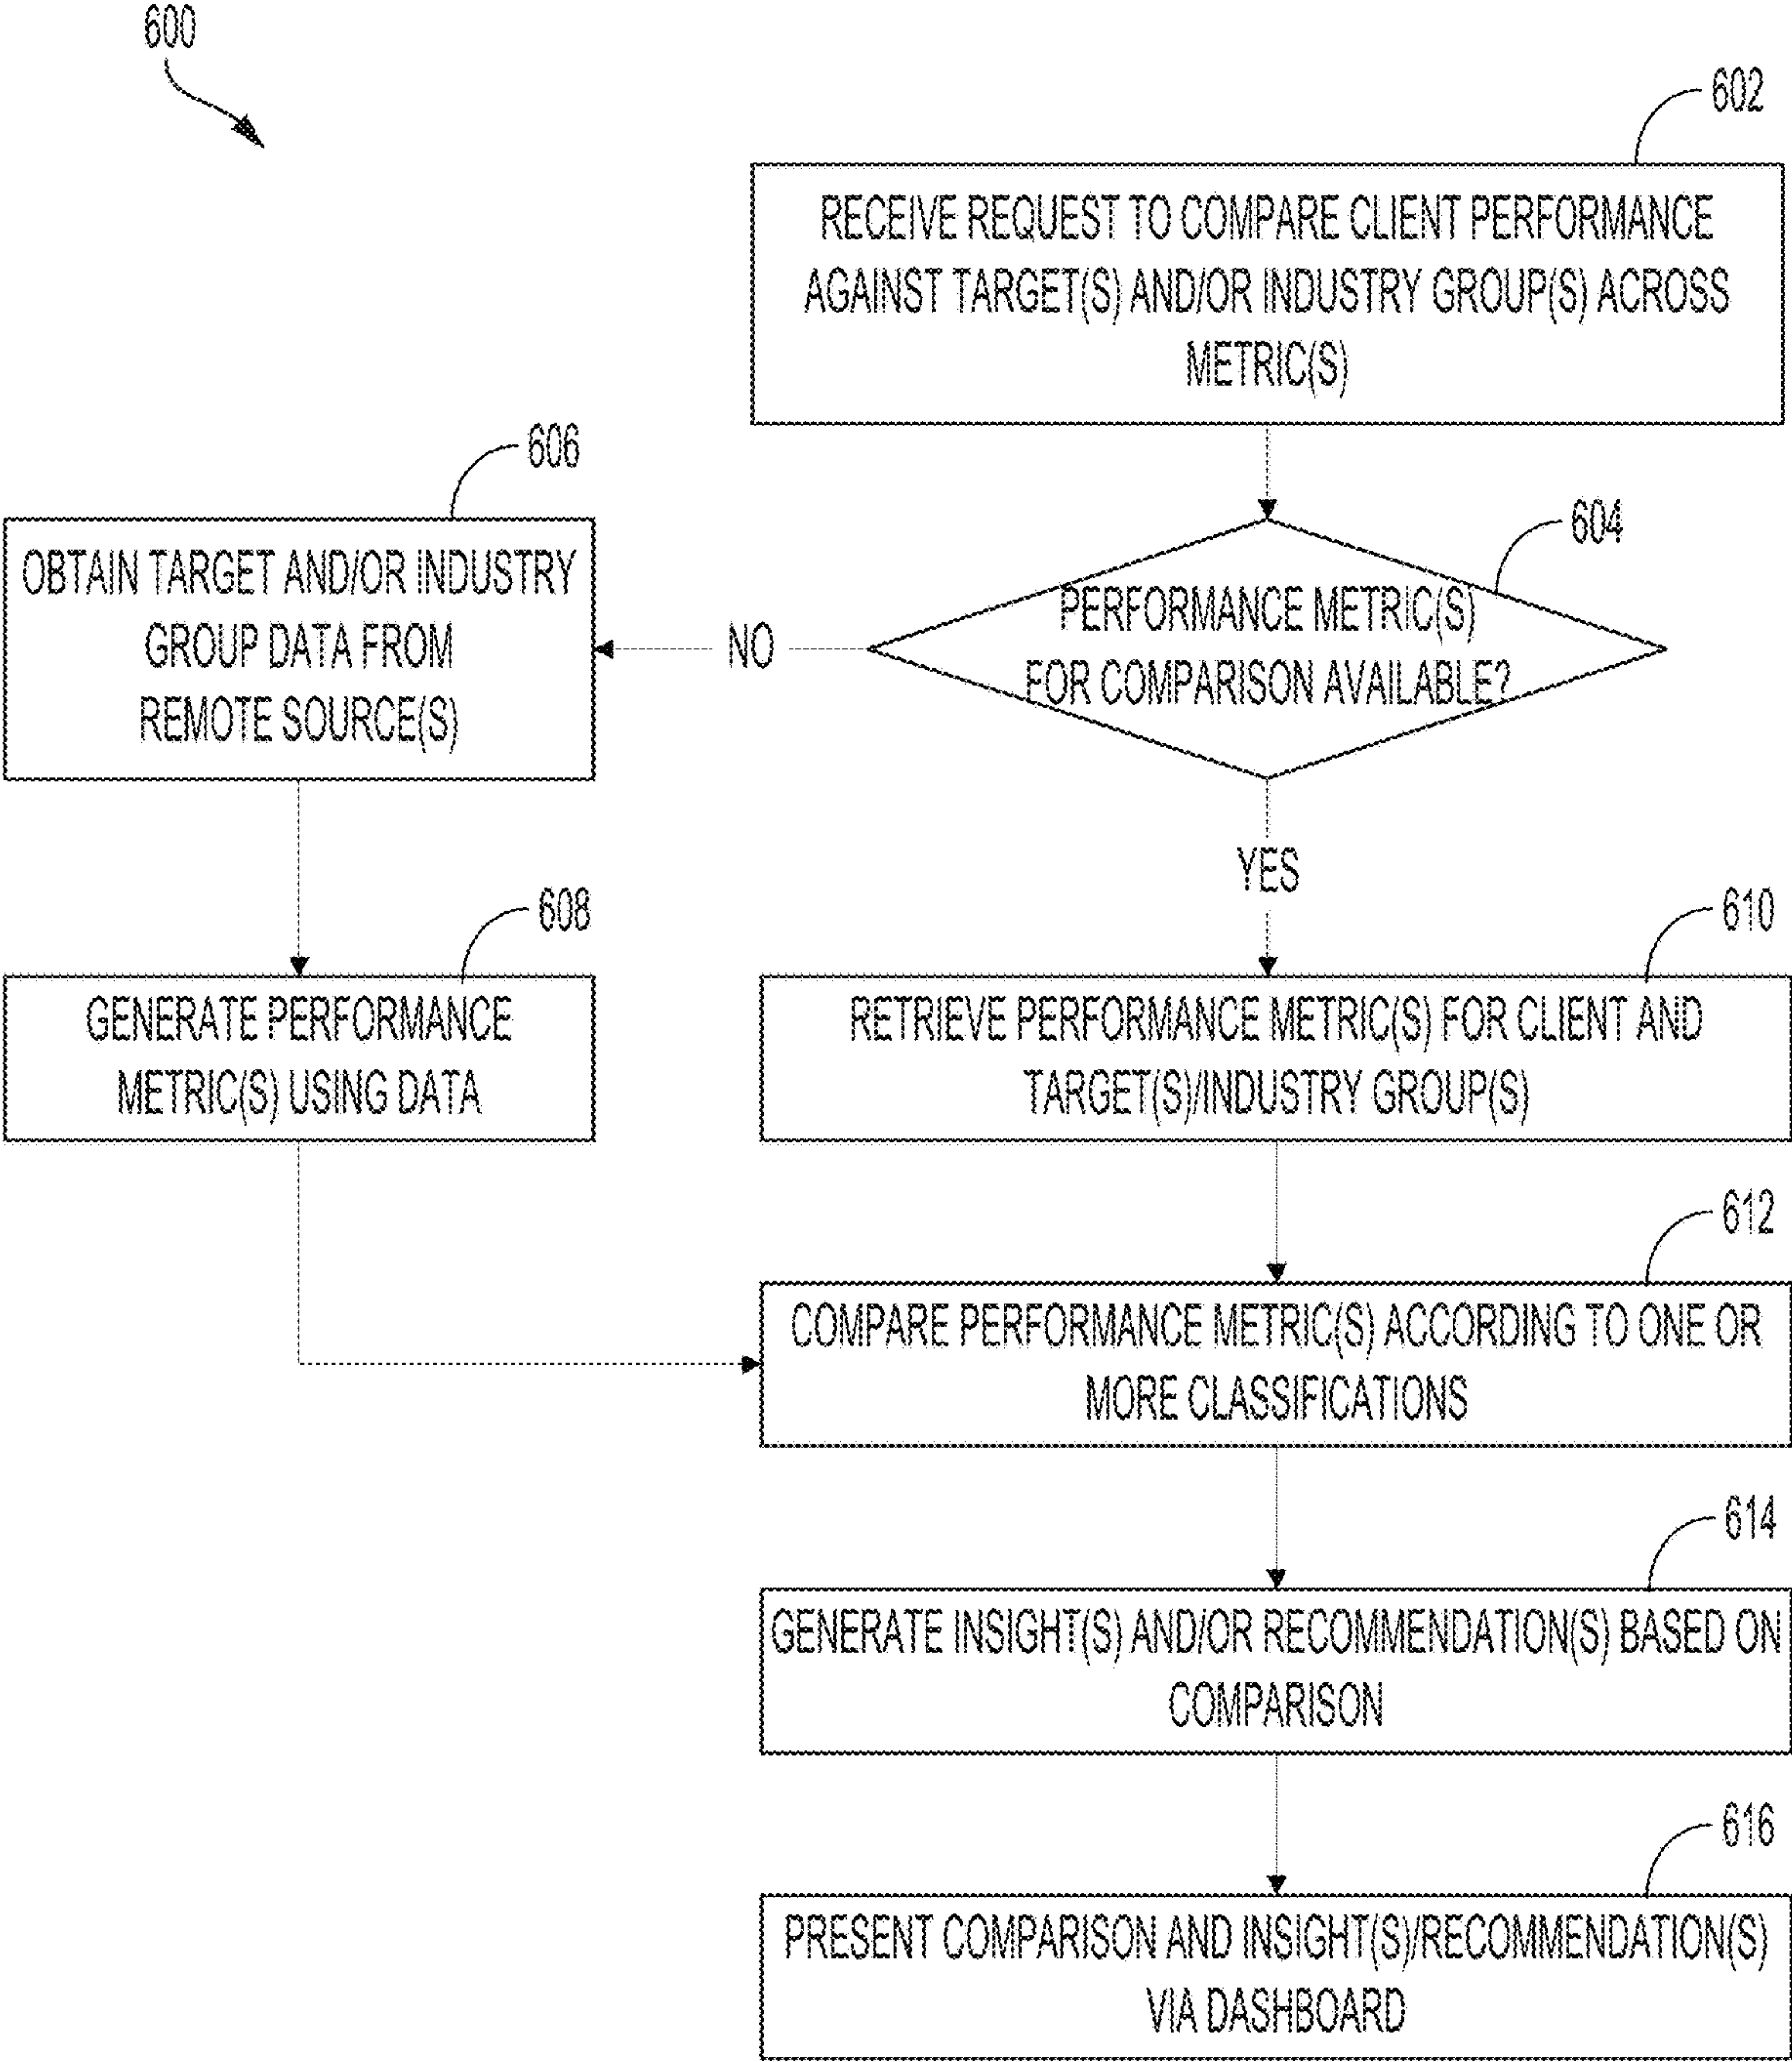 600
602
RECEIVE REQUEST TO COMPARE CLIENT PERFORMANCE
AGAINST TARGET(S) AND/OR INDUSTRY GROUP(S) ACROSS
METRIC(S)
604
PERFORMANCE METRIC(S)
FOR COMPARISON AVAILABLE?
NO
606
OBTAIN TARGET AND/OR INDUSTRY
GROUP DATA FROM
REMOTE SOURCE(S)
608
GENERATE PERFORMANCE
METRIC(S) USING DATA
YES
610
RETRIEVE PERFORMANCE METRIC(S) FOR CLIENT AND
TARGET(S)/INDUSTRY GROUP(S)
612
COMPARE PERFORMANCE METRIC(S) ACCORDING TO ONE OR
MORE CLASSIFICATIONS
614
GENERATE INSIGHT(S) AND/OR RECOMMENDATION(S) BASED ON
COMPARISON
616
PRESENT COMPARISON AND INSIGHT(S)/RECOMMENDATION(S)
VIA DASHBOARD